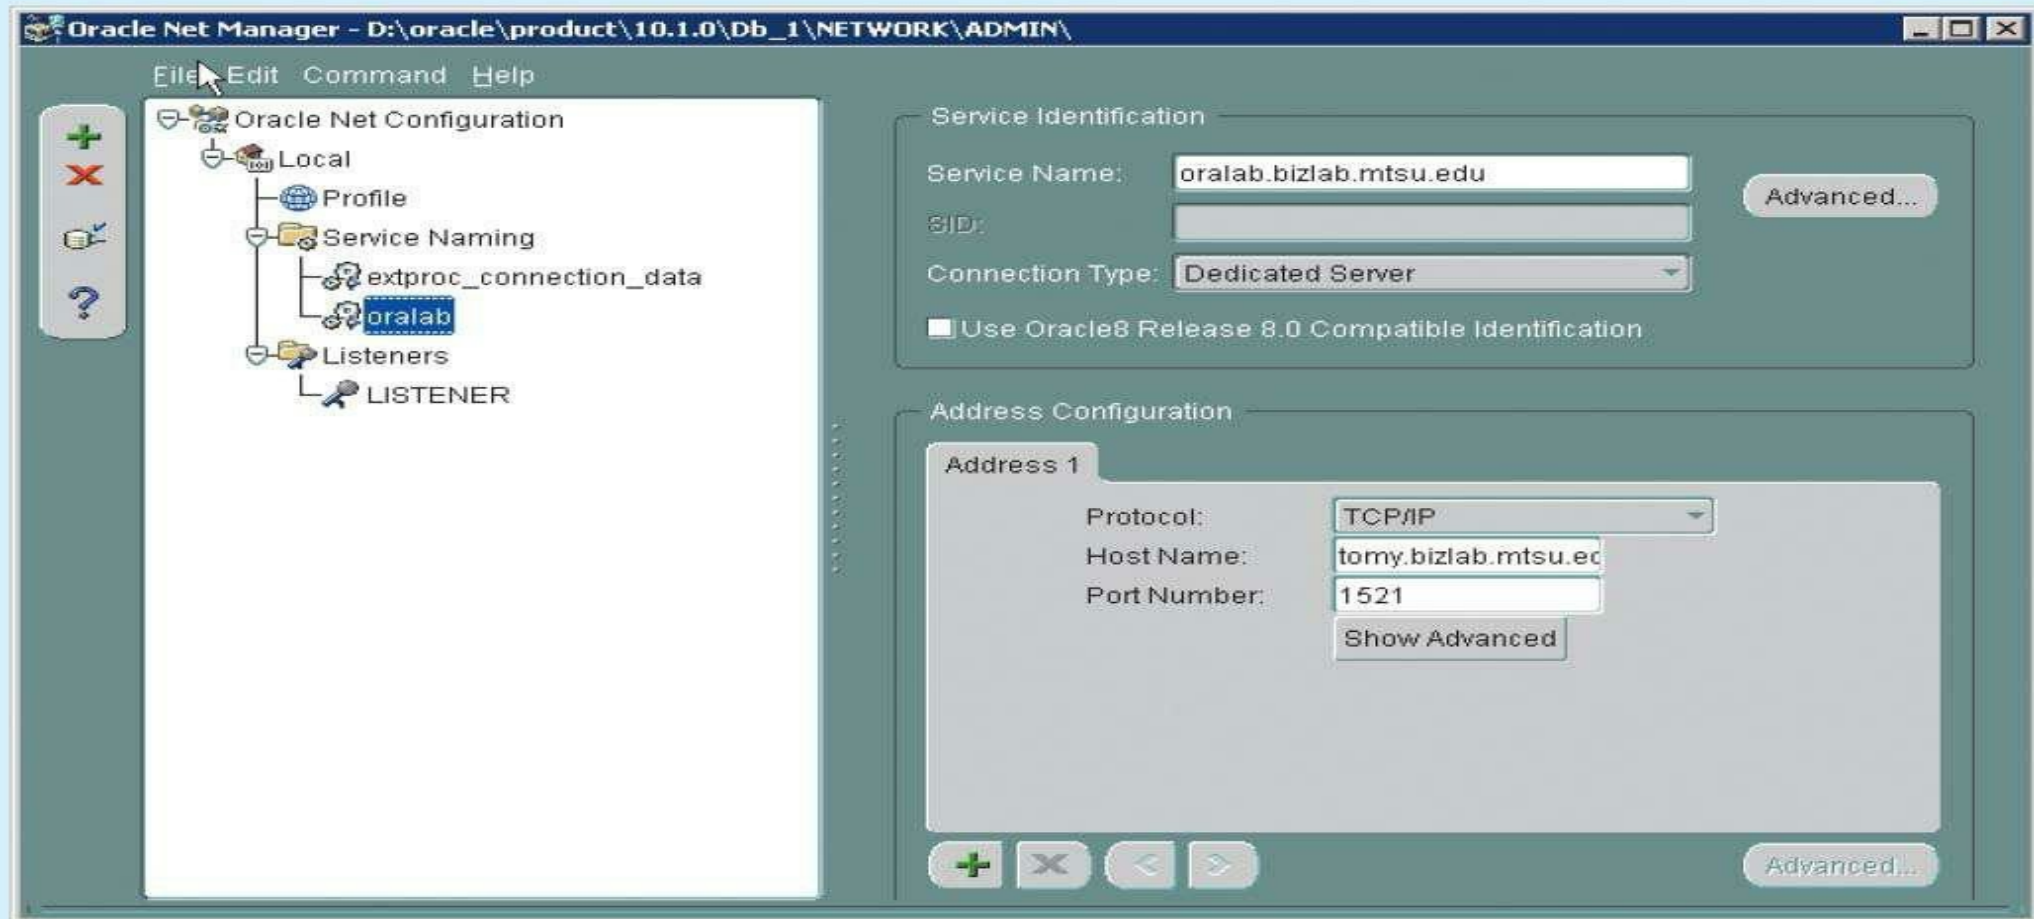 Oracle Net Manager - D:\oracle\product\10.1.0\Db_1\NETWORK\ADMIN\
File Edit Command Help
Oracle Net Configuration
Local
Profile
Service Naming
extproc_connection_data
oralab
Listeners
LISTENER
Service Identification
Service Name: oralab.bizlab.mtsu.edu
Advanced...
SID:
Connection Type: Dedicated Server
Use Oracle8 Release 8.0 Compatible Identification
Address Configuration
Address 1
Protocol: TCP/IP
Host Name: tomy.bizlab.mtsu.ed
Port Number: 1521
Show Advanced
Advanced...